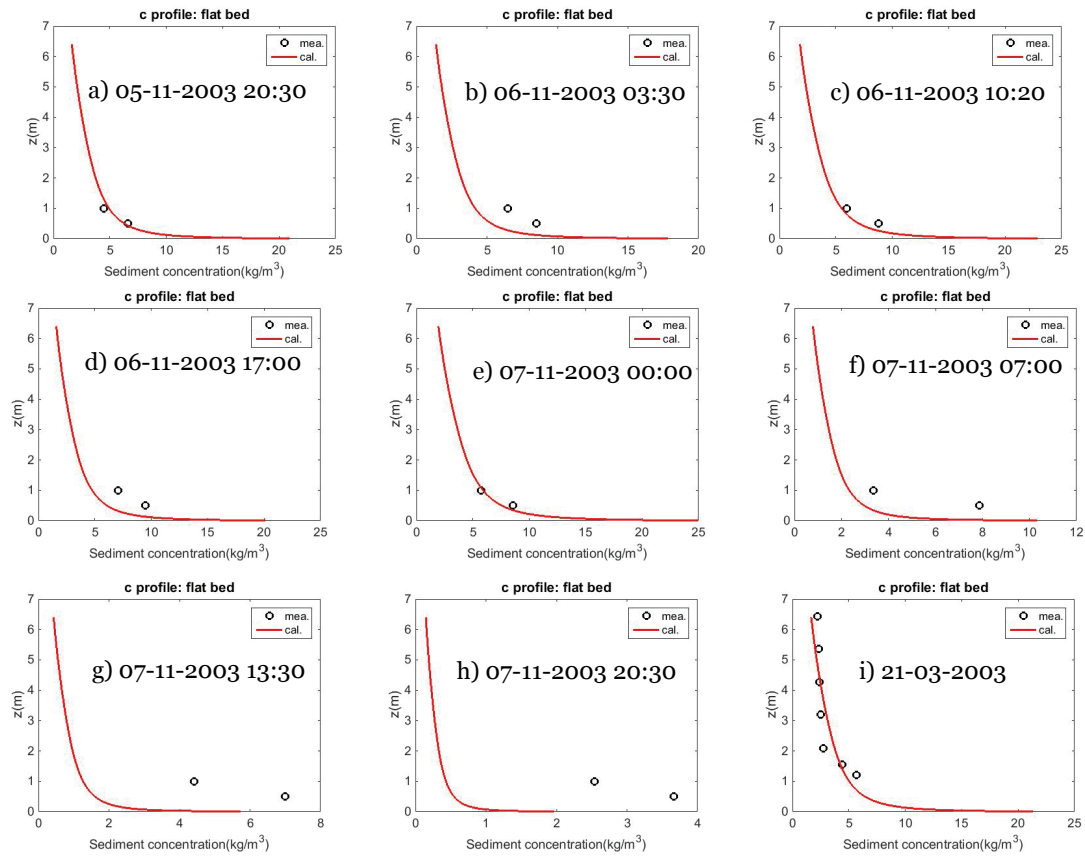 c profile: flat bed
mea.
cal.
a) 05-11-2003 20:30
z(m)
7
6
5
4
3
2
1
0
0 5 10 15 20 25
Sediment concentration(kg/m³)
c profile: flat bed
mea.
cal.
b) 06-11-2003 03:30
z(m)
7
6
5
4
3
2
1
0
0 5 10 15 20
Sediment concentration(kg/m³)
c profile: flat bed
mea.
cal.
c) 06-11-2003 10:20
z(m)
7
6
5
4
3
2
1
0
0 5 10 15 20 25
Sediment concentration(kg/m³)
c profile: flat bed
mea.
cal.
d) 06-11-2003 17:00
z(m)
7
6
5
4
3
2
1
0
0 5 10 15 20 25
Sediment concentration(kg/m³)
c profile: flat bed
mea.
cal.
e) 07-11-2003 00:00
z(m)
7
6
5
4
3
2
1
0
0 5 10 15 20 25
Sediment concentration(kg/m³)
c profile: flat bed
mea.
cal.
f) 07-11-2003 07:00
z(m)
7
6
5
4
3
2
1
0
0 2 4 6 8 10 12
Sediment concentration(kg/m³)
c profile: flat bed
mea.
cal.
g) 07-11-2003 13:30
z(m)
7
6
5
4
3
2
1
0
0 2 4 6 8
Sediment concentration(kg/m³)
c profile: flat bed
mea.
cal.
h) 07-11-2003 20:30
z(m)
7
6
5
4
3
2
1
0
0 1 2 3 4
Sediment concentration(kg/m³)
c profile: flat bed
mea.
cal.
i) 21-03-2003
z(m)
7
6
5
4
3
2
1
0
0 5 10 15 20 25
Sediment concentration(kg/m³)